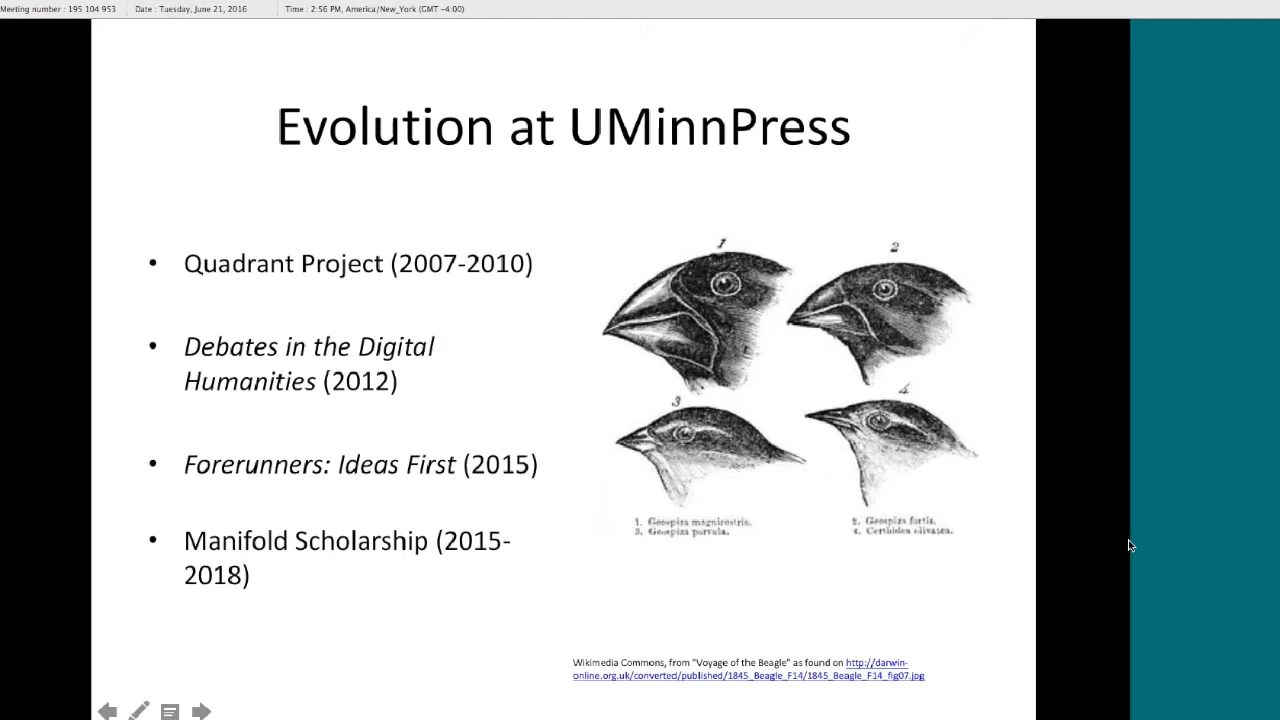 Meeting number : 195 104 953 Date : Tuesday, June 21, 2016 Time : 2:56 PM, America/New_York (GMT -4:00)
Evolution at UMinnPress
• Quadrant Project (2007-2010)
• Debates in the Digital
Humanities (2012)
• Forerunners: Ideas First (2015)
• Manifold Scholarship (2015-
2018)
1
2
3
4
1. Geospiza magnirostris. 2. Geospiza fortis.
3. Geospiza parvula. 4. Certhidea olivasea.
Wikimedia Commons, from "Voyage of the Beagle" as found on http://darwin-
online.org.uk/converted/published/1845_Beagle_F14/1845_Beagle_F14_fig07.jpg